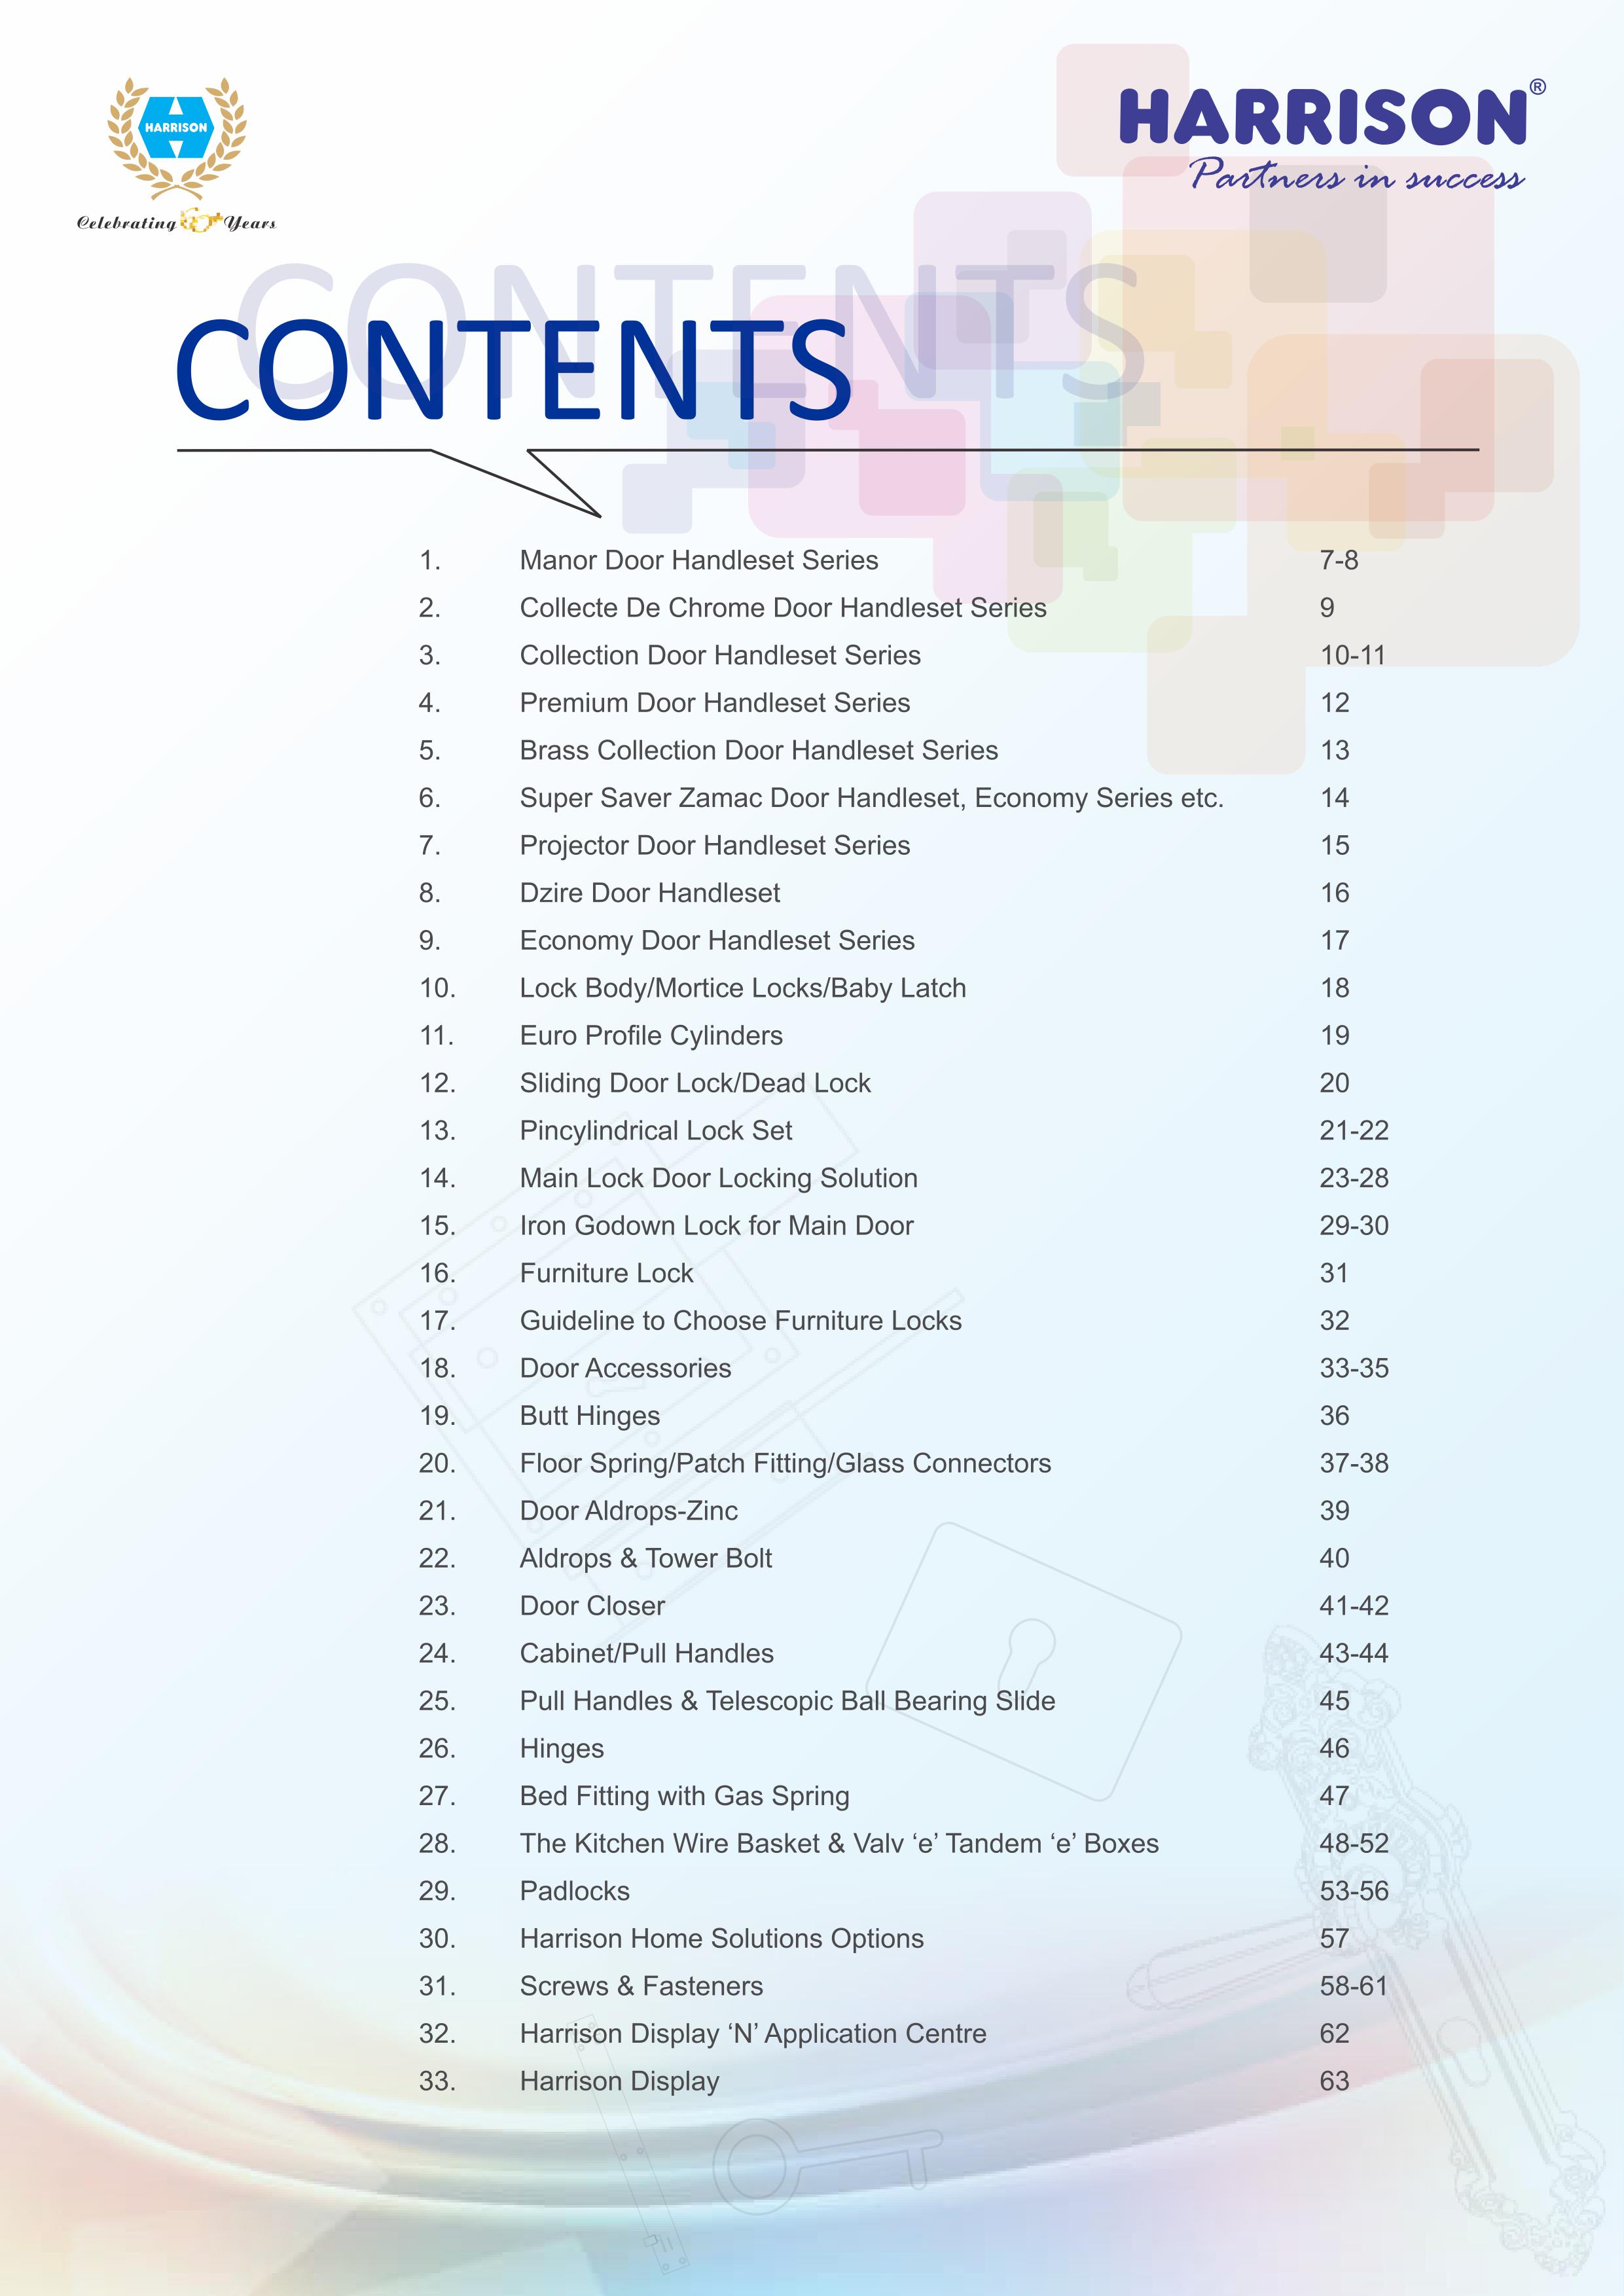 HARRISON
Celebrating Years
HARRISON®
Partners in success
CONTENTS
CONTENTS
1. Manor Door Handleset Series 7-8
2. Collecte De Chrome Door Handleset Series 9
3. Collection Door Handleset Series 10-11
4. Premium Door Handleset Series 12
5. Brass Collection Door Handleset Series 13
6. Super Saver Zamac Door Handleset, Economy Series etc. 14
7. Projector Door Handleset Series 15
8. Dzire Door Handleset 16
9. Economy Door Handleset Series 17
10. Lock Body/Mortice Locks/Baby Latch 18
11. Euro Profile Cylinders 19
12. Sliding Door Lock/Dead Lock 20
13. Pincylindrical Lock Set 21-22
14. Main Lock Door Locking Solution 23-28
15. Iron Godown Lock for Main Door 29-30
16. Furniture Lock 31
17. Guideline to Choose Furniture Locks 32
18. Door Accessories 33-35
19. Butt Hinges 36
20. Floor Spring/Patch Fitting/Glass Connectors 37-38
21. Door Aldrops-Zinc 39
22. Aldrops & Tower Bolt 40
23. Door Closer 41-42
24. Cabinet/Pull Handles 43-44
25. Pull Handles & Telescopic Ball Bearing Slide 45
26. Hinges 46
27. Bed Fitting with Gas Spring 47
28. The Kitchen Wire Basket & Valv ‘e’ Tandem ‘e’ Boxes 48-52
29. Padlocks 53-56
30. Harrison Home Solutions Options 57
31. Screws & Fasteners 58-61
32. Harrison Display ‘N’ Application Centre 62
33. Harrison Display 63